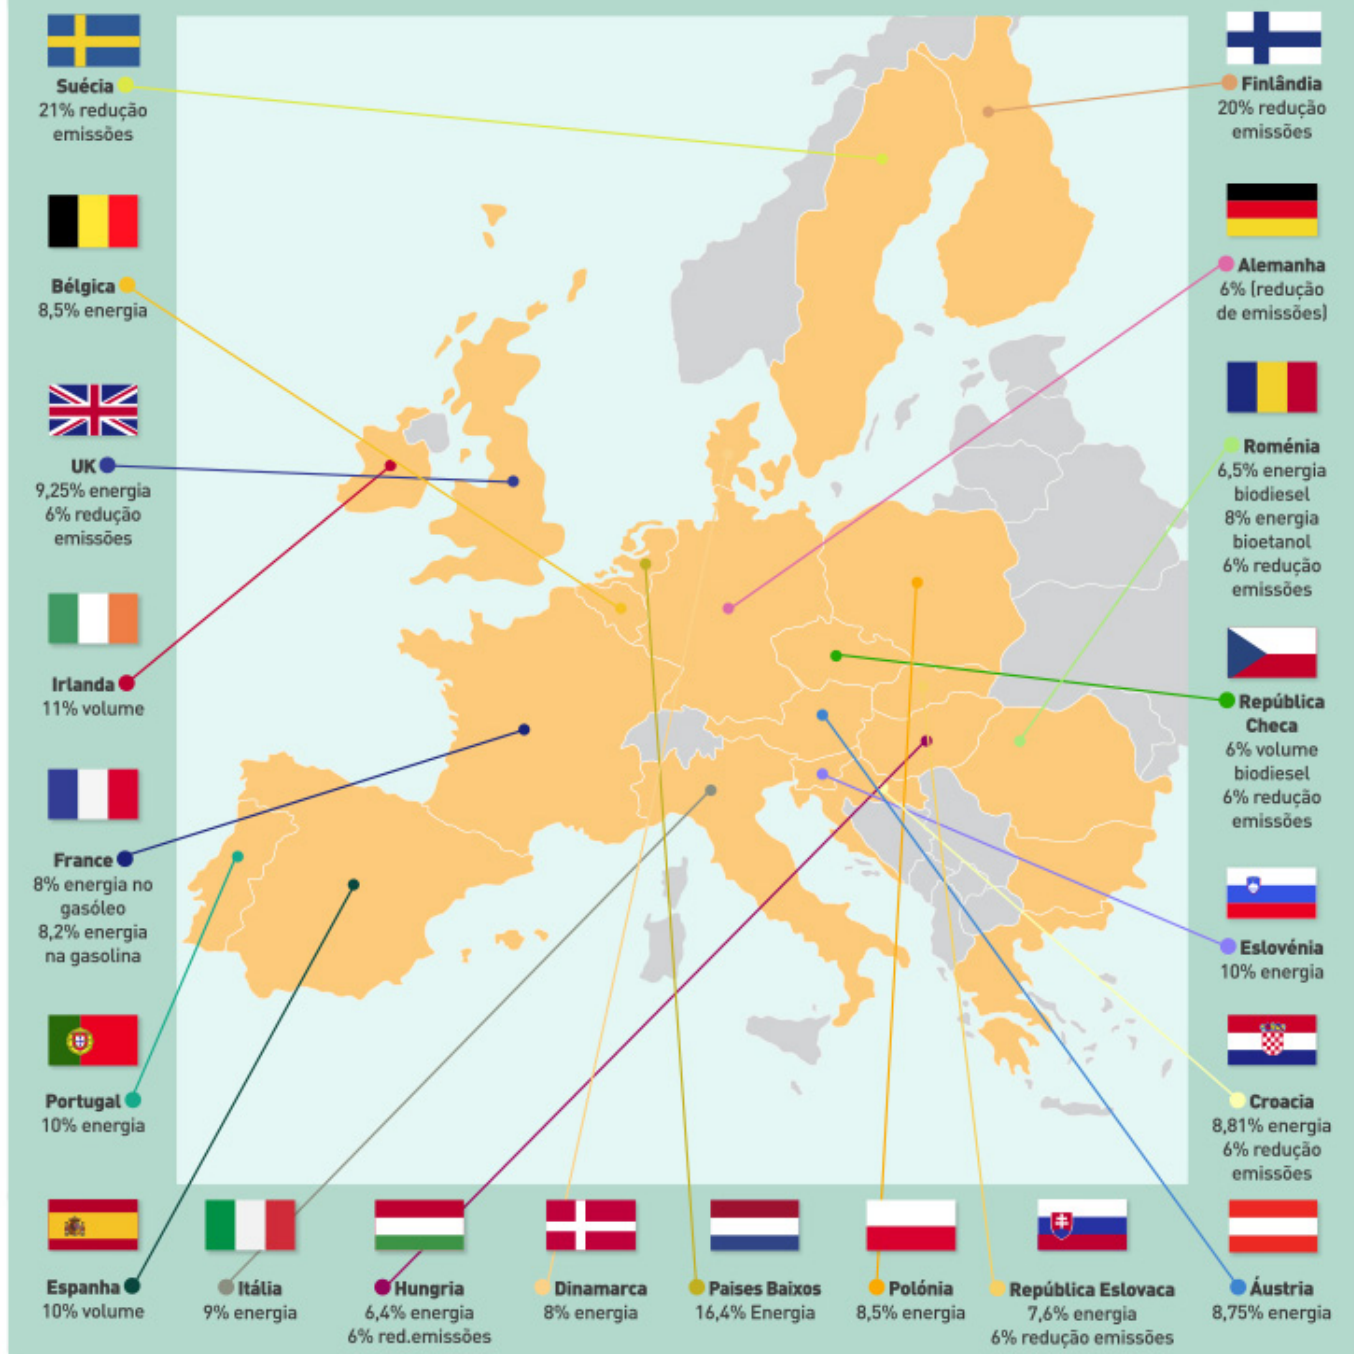 Suécia
21% redução
emissões
Bélgica
8,5% energia
UK
9,25% energia
6% redução
emissões
Irlanda
11% volume
France
8% energia no
gasóleo
8,2% energia
na gasolina
Portugal
10% energia
Espanha
10% volume
Itália
9% energia
Hungria
6,4% energia
6% red.emissões
Dinamarca
8% energia
Paises Baixos
16,4% Energia
Polónia
8,5% energia
República Eslovaca
7,6% energia
6% redução emissões
Finlândia
20% redução
emissões
Alemanha
6% (redução
de emissões)
Roménia
6,5% energia
biodiesel
8% energia
bioetanol
6% redução
emissões
República
Checa
6% volume
biodiesel
6% redução
emissões
Eslovénia
10% energia
Croacia
8,81% energia
6% redução
emissões
Áustria
8,75% energia